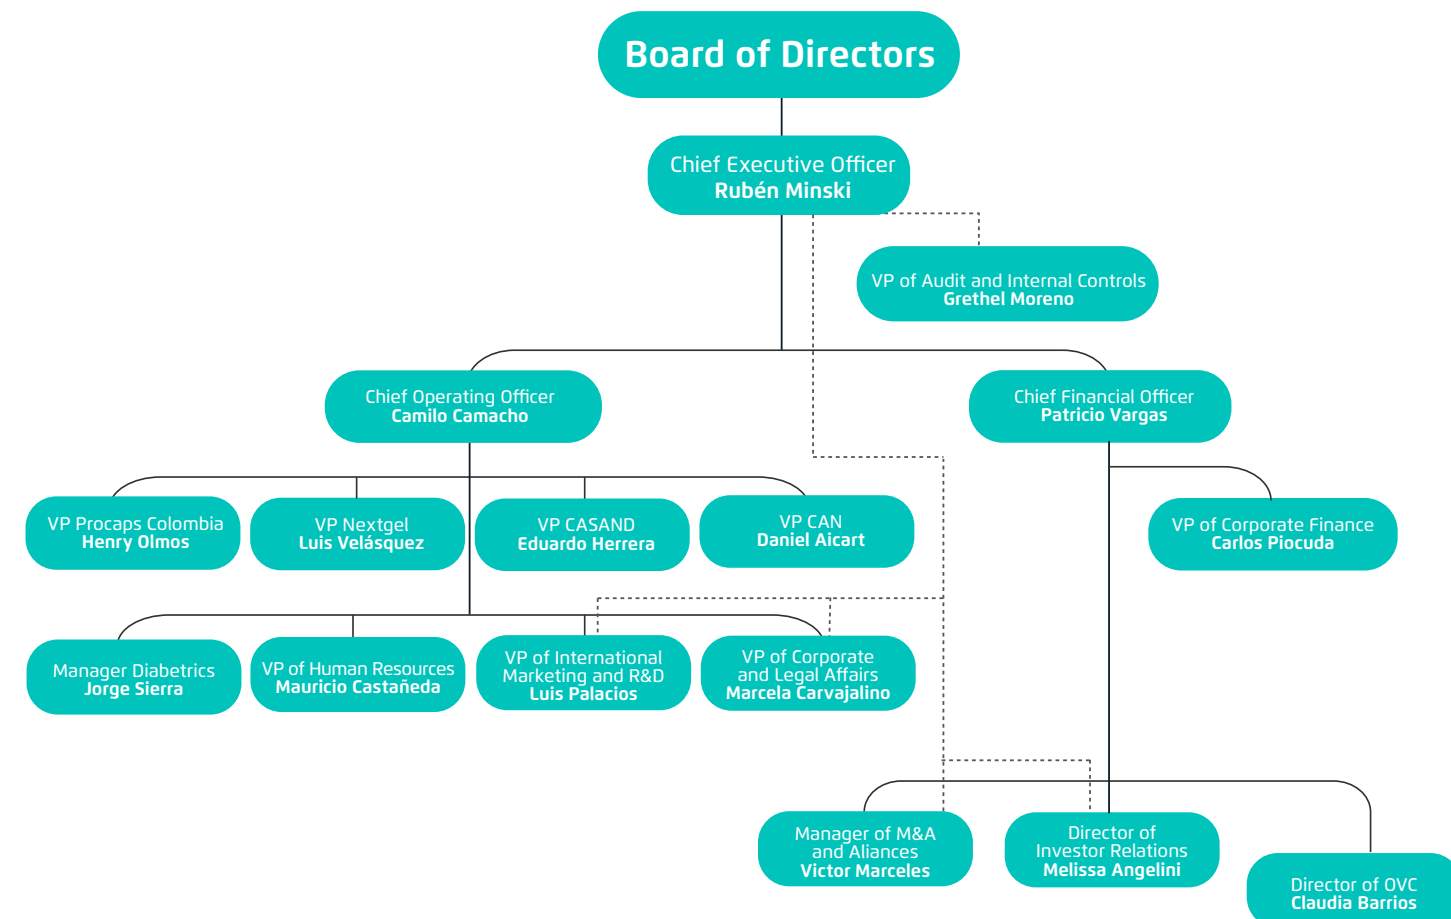 Board of Directors
Chief Executive Officer
Rubén Minski
VP of Audit and Internal Controls
Grethel Moreno
Chief Operating Officer
Camilo Camacho
Chief Financial Officer
Patricio Vargas
VP Procaps Colombia
Henry Olmos
VP Nextgel
Luis Velásquez
VP CASAND
Eduardo Herrera
VP CAN
Daniel Aicart
VP of Corporate Finance
Carlos Piocuda
Manager Diabetrics
Jorge Sierra
VP of Human Resources
Mauricio Castañeda
VP of International
Marketing and R&D
Luis Palacios
VP of Corporate
and Legal Affairs
Marcela Carvajalino
Manager of M&A
and Aliances
Victor Marceles
Director of
Investor Relations
Melissa Angelini
Director of OVC
Claudia Barrios